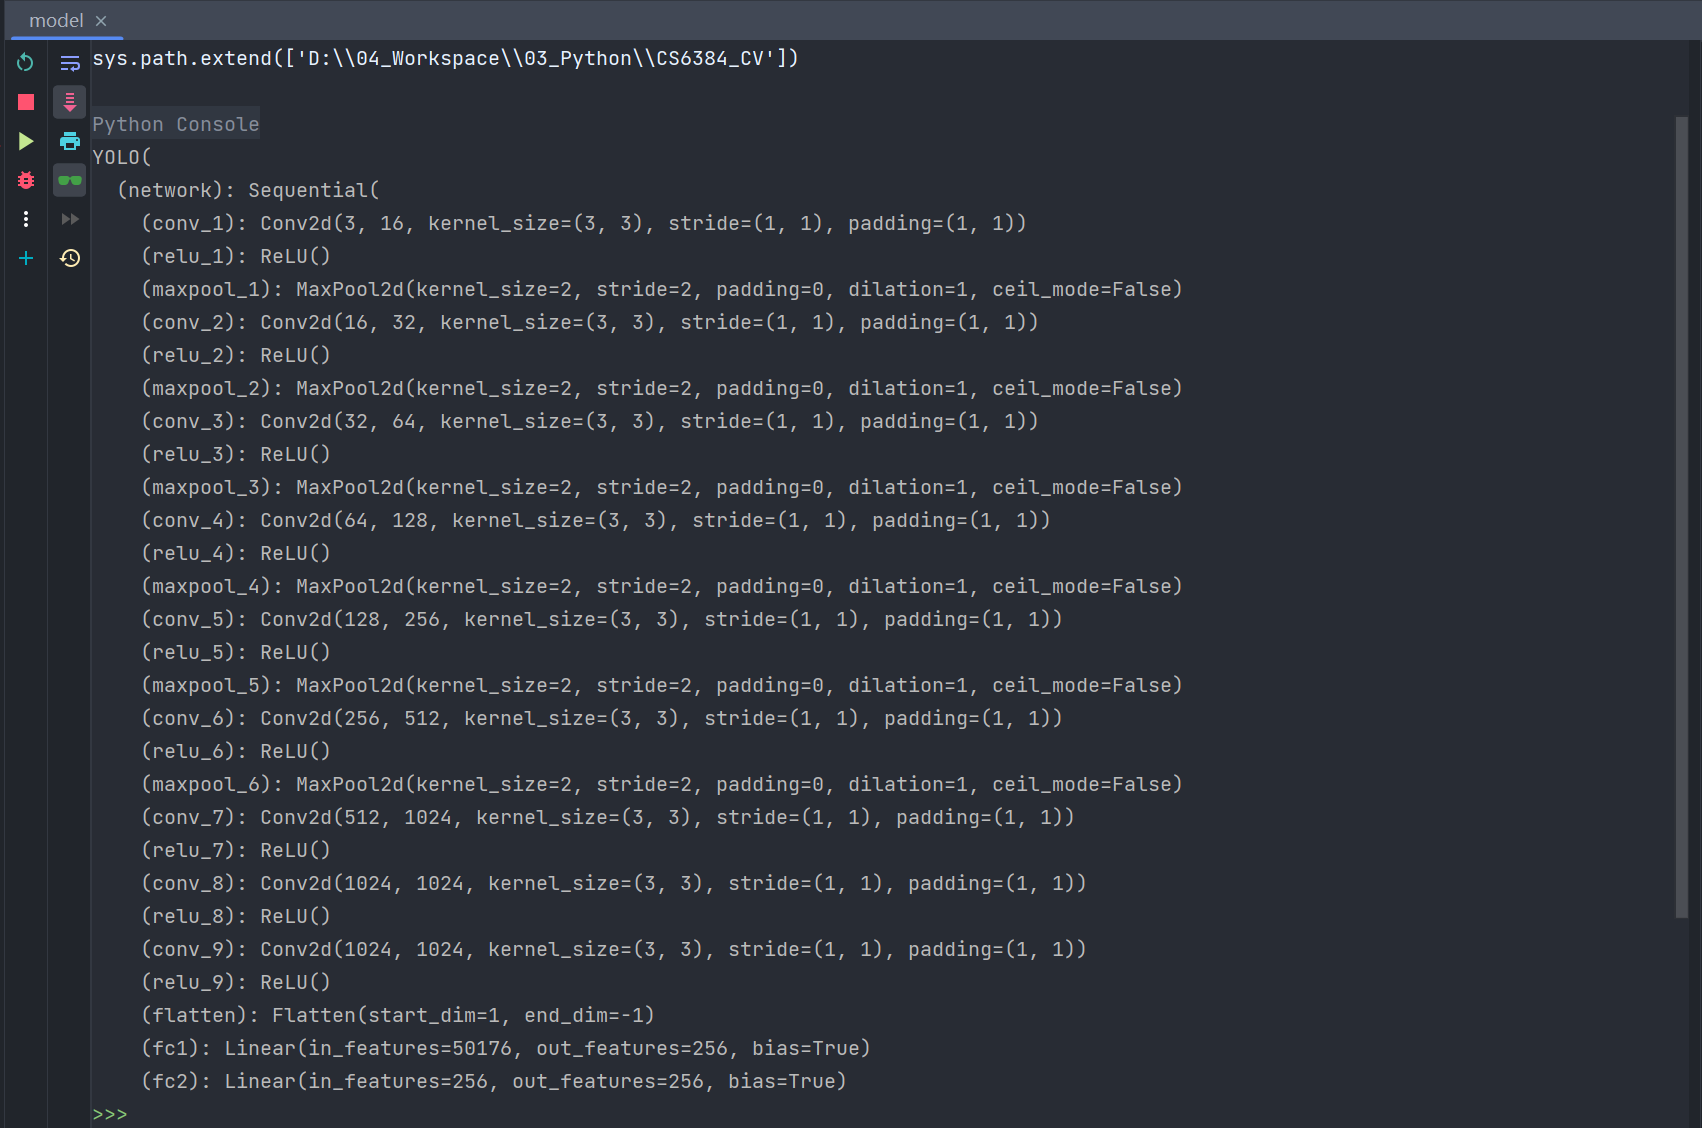 model
sys.path.extend(['D:\\04_Workspace\\03_Python\\CS6384_CV'])
Python Console
YOLO(
  (network): Sequential(
    (conv_1): Conv2d(3, 16, kernel_size=(3, 3), stride=(1, 1), padding=(1, 1))
    (relu_1): ReLU()
    (maxpool_1): MaxPool2d(kernel_size=2, stride=2, padding=0, dilation=1, ceil_mode=False)
    (conv_2): Conv2d(16, 32, kernel_size=(3, 3), stride=(1, 1), padding=(1, 1))
    (relu_2): ReLU()
    (maxpool_2): MaxPool2d(kernel_size=2, stride=2, padding=0, dilation=1, ceil_mode=False)
    (conv_3): Conv2d(32, 64, kernel_size=(3, 3), stride=(1, 1), padding=(1, 1))
    (relu_3): ReLU()
    (maxpool_3): MaxPool2d(kernel_size=2, stride=2, padding=0, dilation=1, ceil_mode=False)
    (conv_4): Conv2d(64, 128, kernel_size=(3, 3), stride=(1, 1), padding=(1, 1))
    (relu_4): ReLU()
    (maxpool_4): MaxPool2d(kernel_size=2, stride=2, padding=0, dilation=1, ceil_mode=False)
    (conv_5): Conv2d(128, 256, kernel_size=(3, 3), stride=(1, 1), padding=(1, 1))
    (relu_5): ReLU()
    (maxpool_5): MaxPool2d(kernel_size=2, stride=2, padding=0, dilation=1, ceil_mode=False)
    (conv_6): Conv2d(256, 512, kernel_size=(3, 3), stride=(1, 1), padding=(1, 1))
    (relu_6): ReLU()
    (maxpool_6): MaxPool2d(kernel_size=2, stride=2, padding=0, dilation=1, ceil_mode=False)
    (conv_7): Conv2d(512, 1024, kernel_size=(3, 3), stride=(1, 1), padding=(1, 1))
    (relu_7): ReLU()
    (conv_8): Conv2d(1024, 1024, kernel_size=(3, 3), stride=(1, 1), padding=(1, 1))
    (relu_8): ReLU()
    (conv_9): Conv2d(1024, 1024, kernel_size=(3, 3), stride=(1, 1), padding=(1, 1))
    (relu_9): ReLU()
    (flatten): Flatten(start_dim=1, end_dim=-1)
    (fc1): Linear(in_features=50176, out_features=256, bias=True)
    (fc2): Linear(in_features=256, out_features=256, bias=True)
>>>